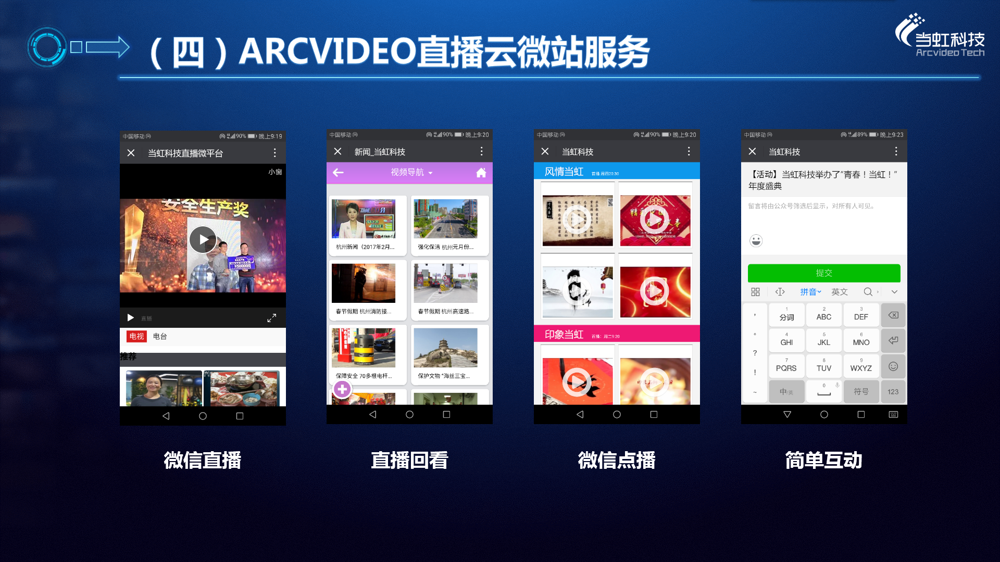 （四）ARCVIDEO直播云微站服务
当虹科技
Arcvideo Tech
中国移动 90% 晚上9:19
当虹科技直播微平台
小窗
安全生产奖
¥500000
直播
电视 电台
推荐
微信直播
中国移动 90% 晚上9:20
新闻_当虹科技
视频导航
杭州新闻（2017年2月...
强化保洁 杭州元月份...
春节假期 杭州消防接...
春节假期 杭州高速路...
保障安全 70多根电杆...
保护文物 “海丝三宝...
直播回看
中国移动 90% 晚上9:20
当虹科技
风情当虹 首播 周四20:30
印象当虹 首播：周二9:20
微信点播
中国移动 89% 晚上9:23
当虹科技
【活动】当虹科技举办了“青春！当虹！”
年度盛典
留言将由公众号筛选后显示，对所有人可见。
提交
拼音 英文
， 1 分词 2 ABC 3 DEF
。 4 GHI 5 JKL 6 MNO
? 7 PQRS 8 TUV 9 WXYZ
!
~ 中/英 0 符号 123
简单互动